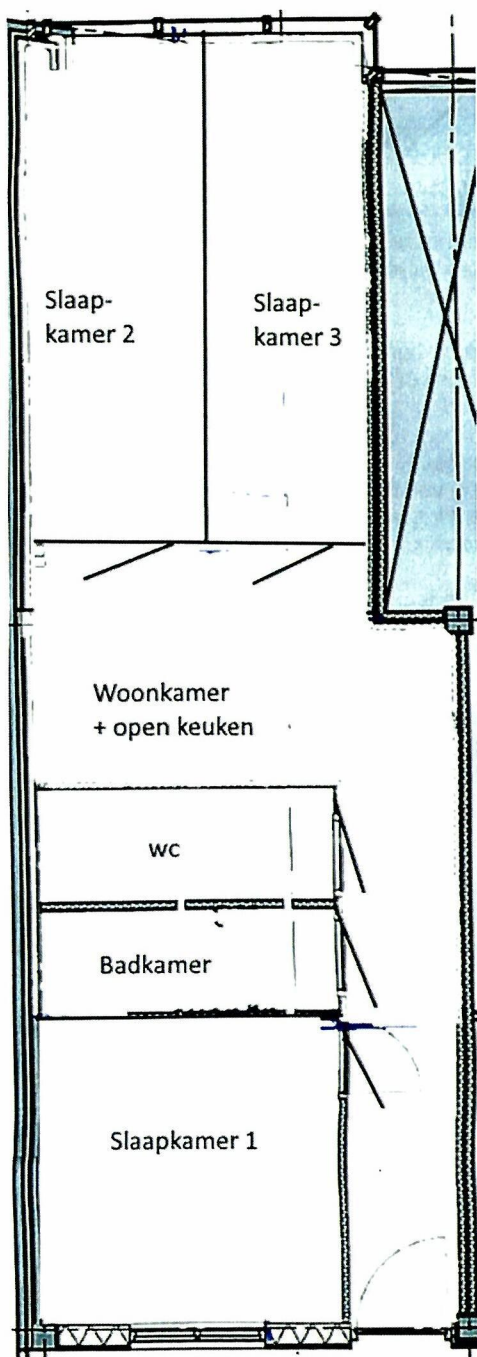 Slaap-
kamer 2
Slaap-
kamer 3
Woonkamer
+ open keuken
wc
Badkamer
Slaapkamer 1